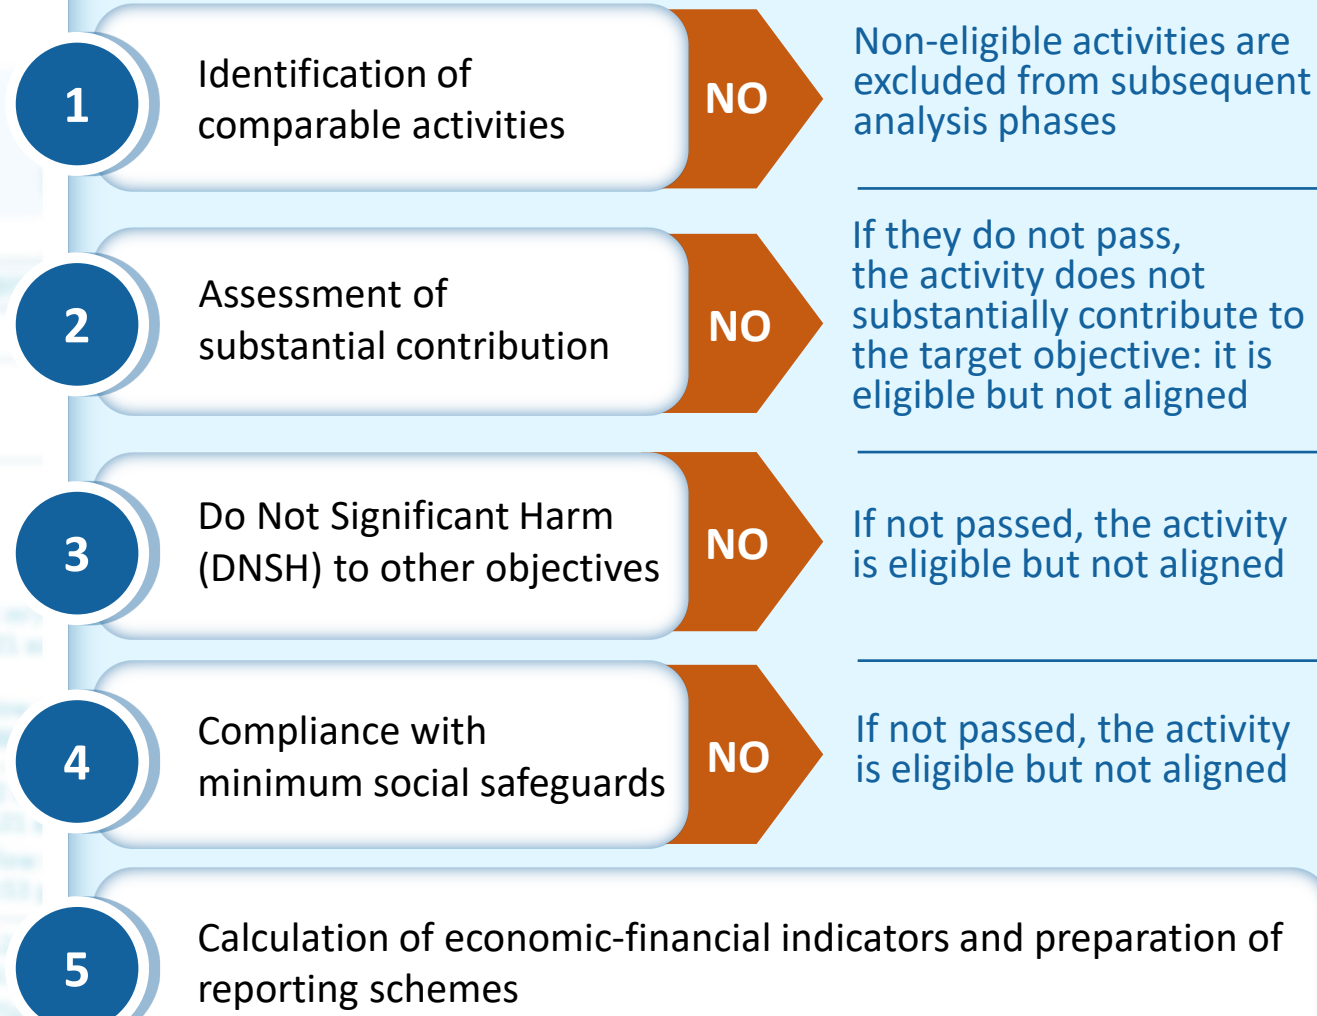 1
Identification of
comparable activities
NO
Non-eligible activities are
excluded from subsequent
analysis phases
2
Assessment of
substantial contribution
NO
If they do not pass,
the activity does not
substantially contribute to
the target objective: it is
eligible but not aligned
3
Do Not Significant Harm
(DNSH) to other objectives
NO
If not passed, the activity
is eligible but not aligned
4
Compliance with
minimum social safeguards
NO
If not passed, the activity
is eligible but not aligned
5
Calculation of economic-financial indicators and preparation of
reporting schemes